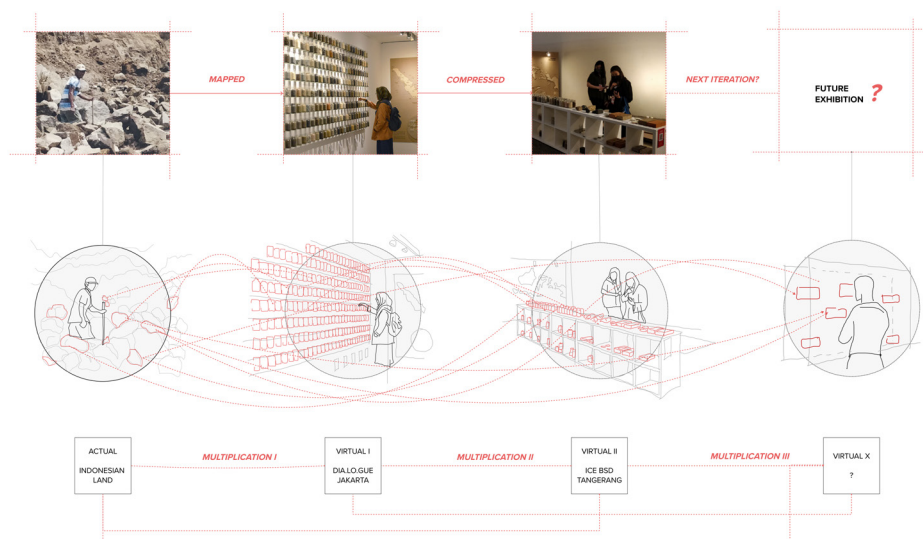 MAPPED
COMPRESSED
NEXT ITERATION?
FUTURE
EXHIBITION
?
ACTUAL
INDONESIAN
LAND
MULTIPLICATION I
VIRTUAL I
DIA.LO.GUE
JAKARTA
MULTIPLICATION II
VIRTUAL II
ICE BSD
TANGERANG
MULTIPLICATION III
VIRTUAL X
?